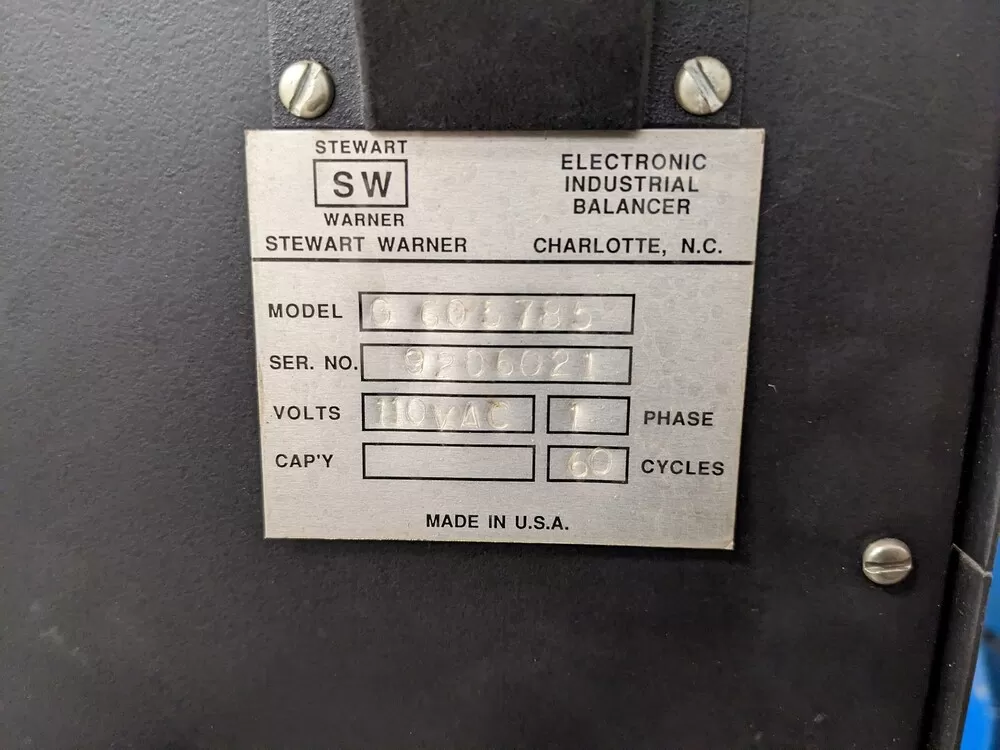 STEWART
SW
WARNER
STEWART WARNER
ELECTRONIC
INDUSTRIAL
BALANCER
CHARLOTTE, N.C.
MODEL
SER. NO.
VOLTS 110VAC 1 PHASE
CAP'Y 60 CYCLES
MADE IN U.S.A.